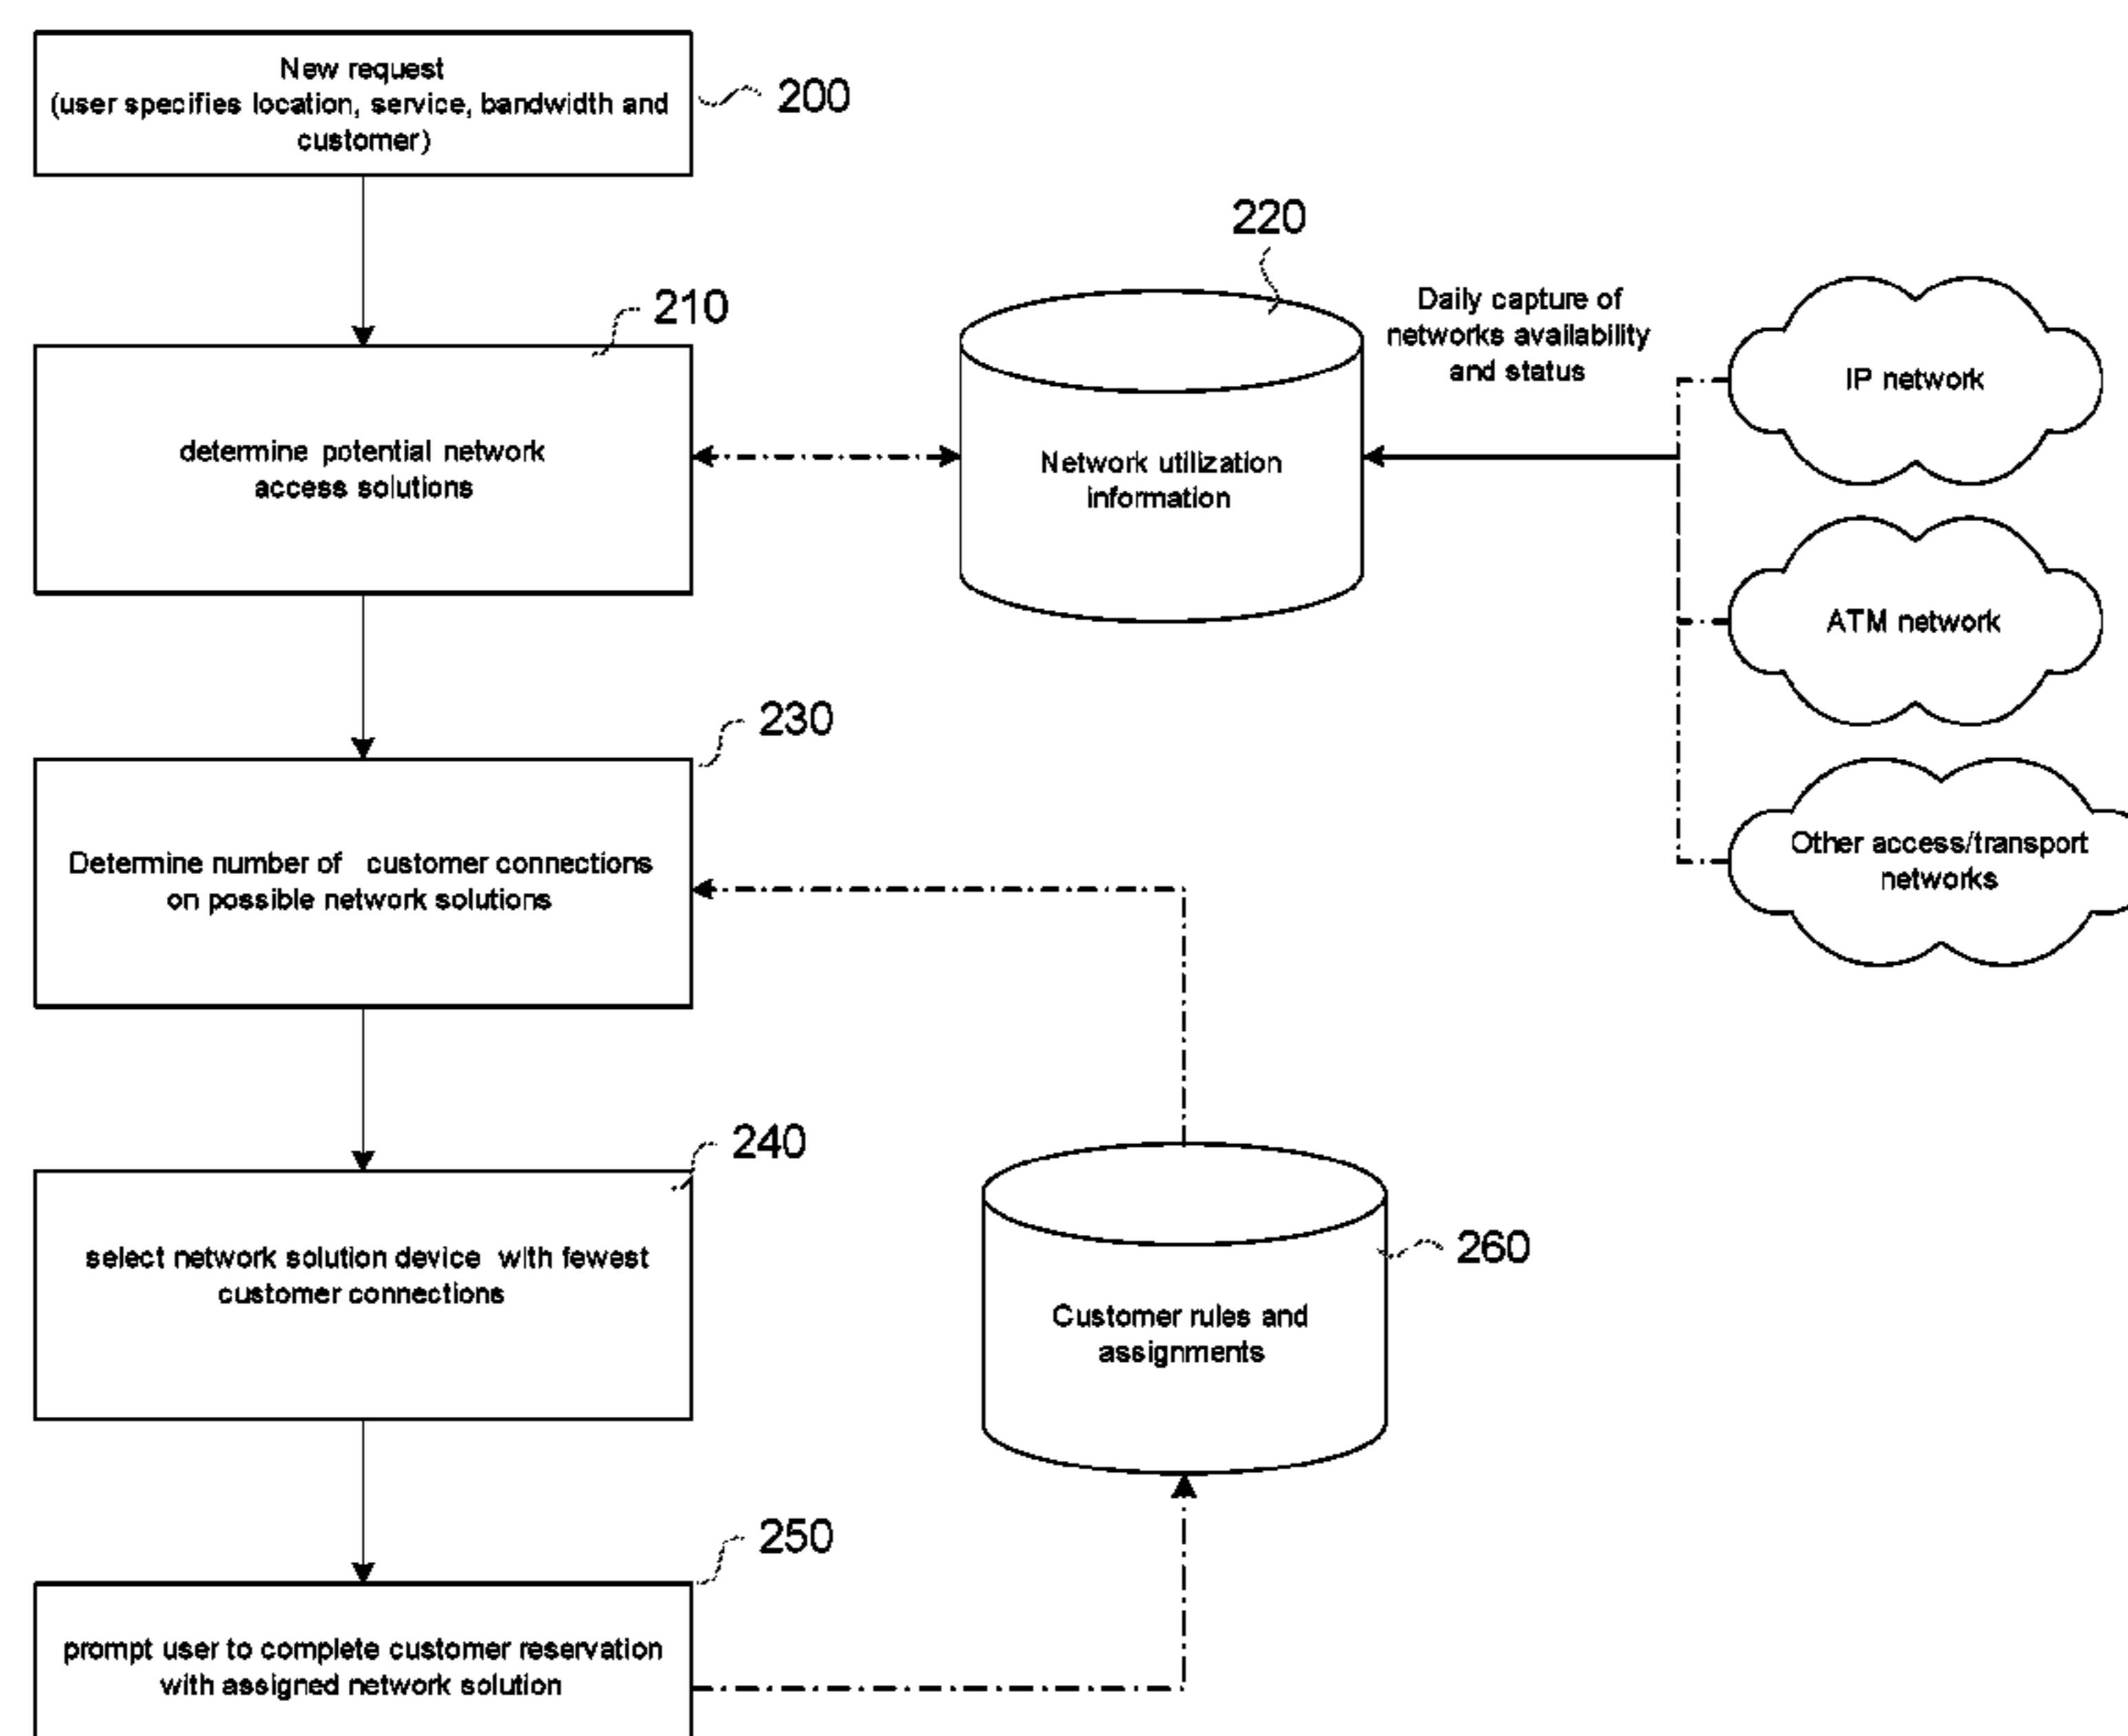 New request
(user specifies location, service, bandwidth and
customer)
200
220
210
Daily capture of
networks availability
and status
IP network
determine potential network
access solutions
Network utilization
information
ATM network
230
Other access/transport
networks
Determine number of customer connections
on possible network solutions
240
260
select network solution device with fewest
customer connections
Customer rules and
assignments
250
prompt user to complete customer reservation
with assigned network solution